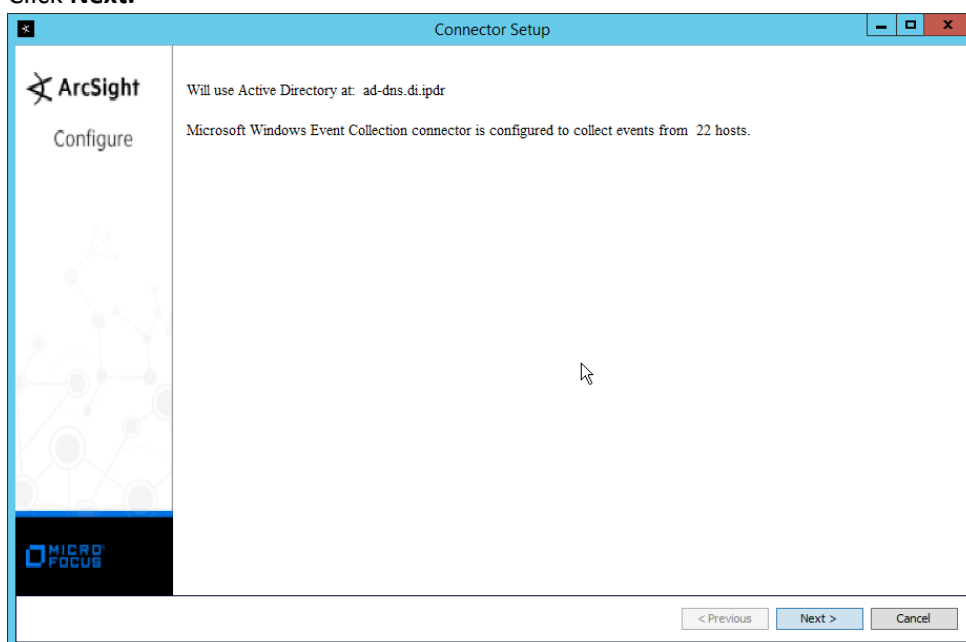 Click Next.
Connector Setup
ArcSight
Configure
Will use Active Directory at: ad-dns.di.ipdr
Microsoft Windows Event Collection connector is configured to collect events from 22 hosts.
MICRO
FOCUS
< Previous
Next >
Cancel